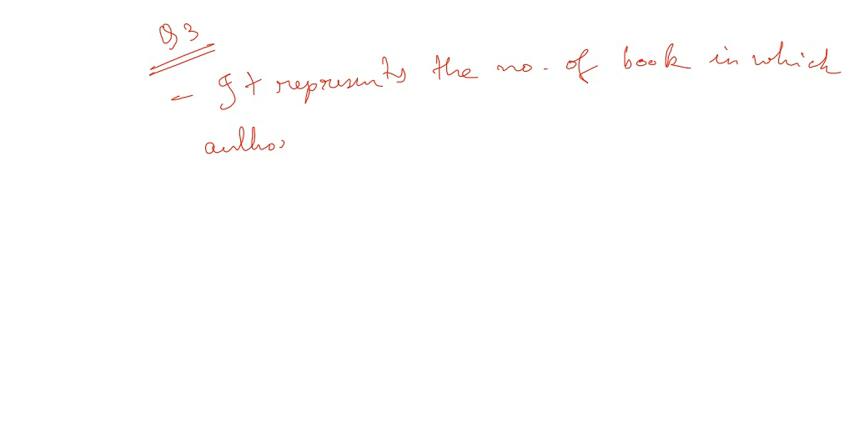 Q3
- It represents the no. of book in which
author